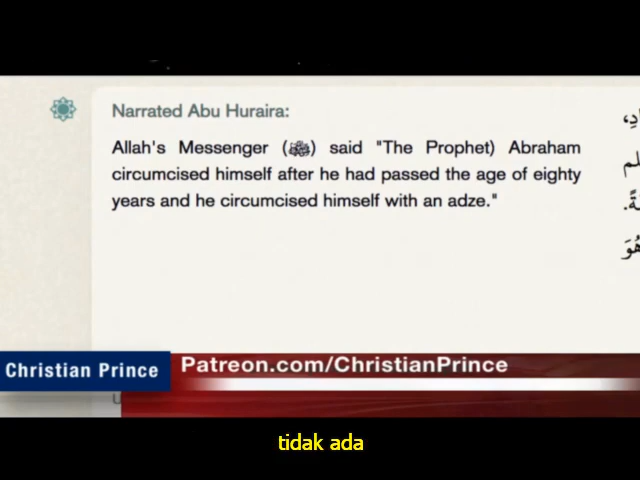 Narrated Abu Huraira:
Allah's Messenger (ﷺ) said "The Prophet) Abraham
circumcised himself after he had passed the age of eighty
years and he circumcised himself with an adze."
Christian Prince
Patreon.com/ChristianPrince
tidak ada